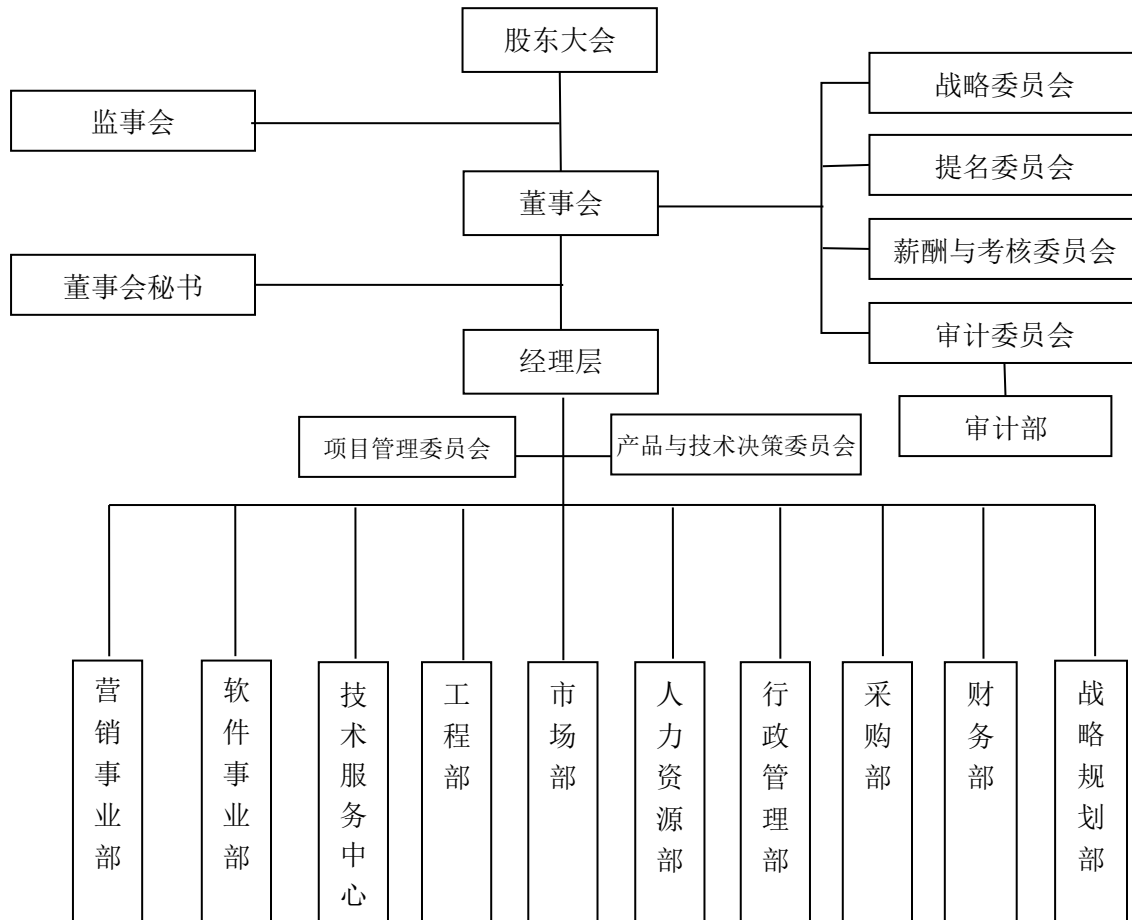 股东大会
战略委员会
监事会
提名委员会
董事会
薪酬与考核委员会
董事会秘书
审计委员会
经理层
审计部
项目管理委员会
产品与技术决策委员会
营销事业部
软件事业部
技术服务中心
工程部
市场部
人力资源部
行政管理部
采购部
财务部
战略规划部